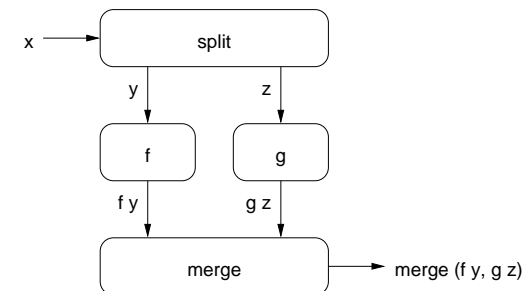 x
split
y
z
f
g
f y
g z
merge
merge (f y, g z)